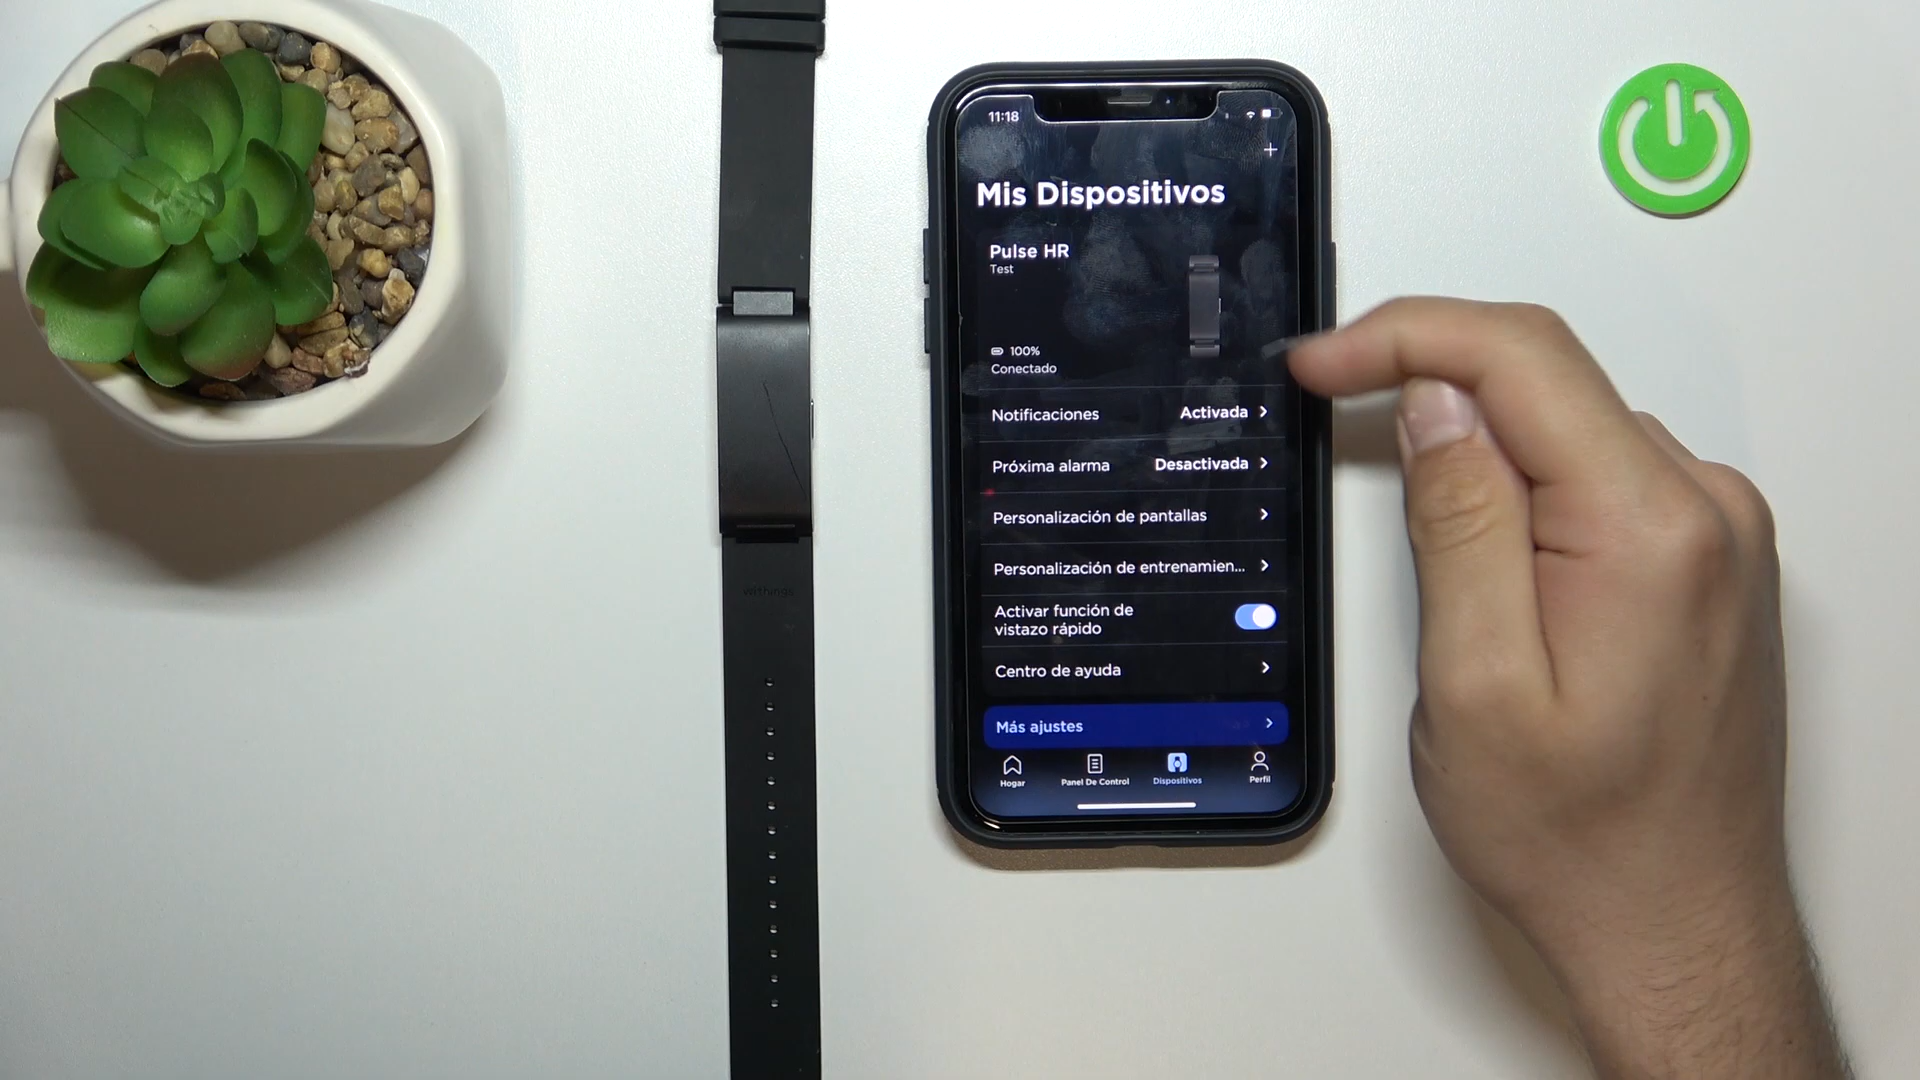 11:18
Mis Dispositivos
Pulse HR
Test
100%
Conectado
Notificaciones Activada
Próxima alarma Desactivada
Personalización de pantallas
Personalización de entrenamien...
Activar función de
vistazo rápido
Centro de ayuda
Más ajustes
Hogar Panel De Control Dispositivos Perfil
withings